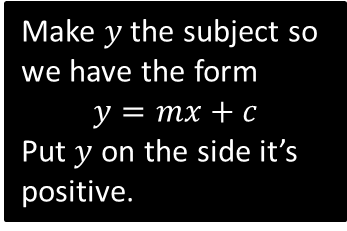 Make y the subject so
we have the form
y = mx + c
Put y on the side it’s
positive.